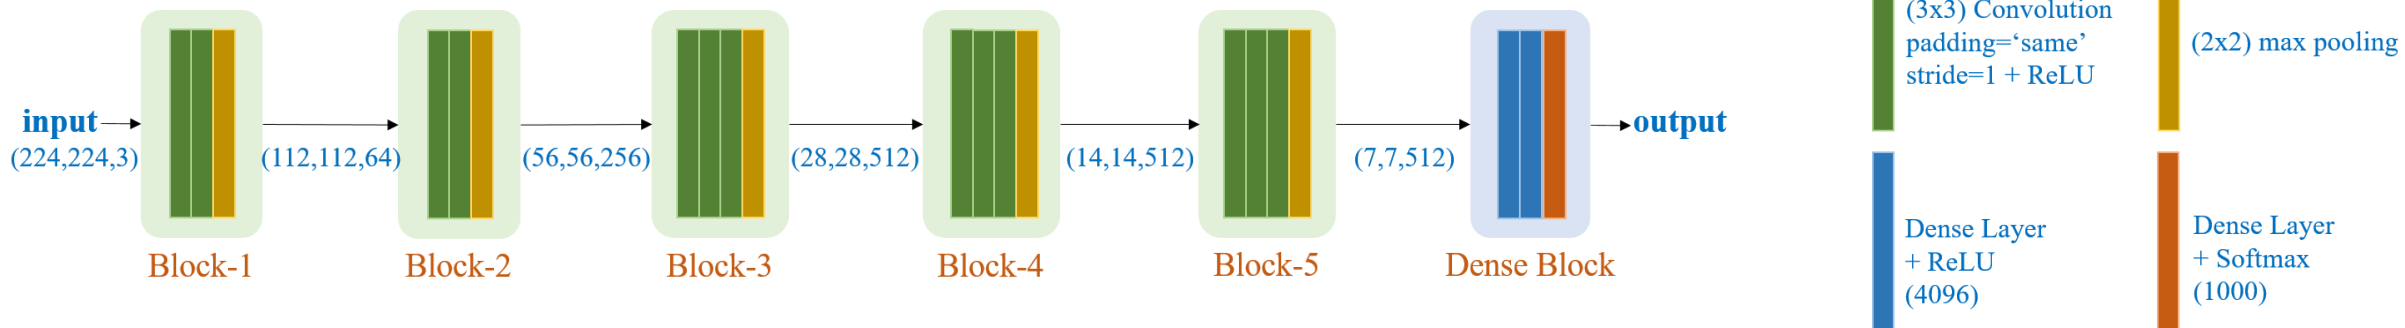 input
(224,224,3)
(112,112,64)
(56,56,256)
(28,28,512)
(14,14,512)
(7,7,512)
output
Block-1
Block-2
Block-3
Block-4
Block-5
Dense Block
(3x3) Convolution
padding=‘same’
stride=1 + ReLU
(2x2) max pooling
Dense Layer
+ ReLU
(4096)
Dense Layer
+ Softmax
(1000)